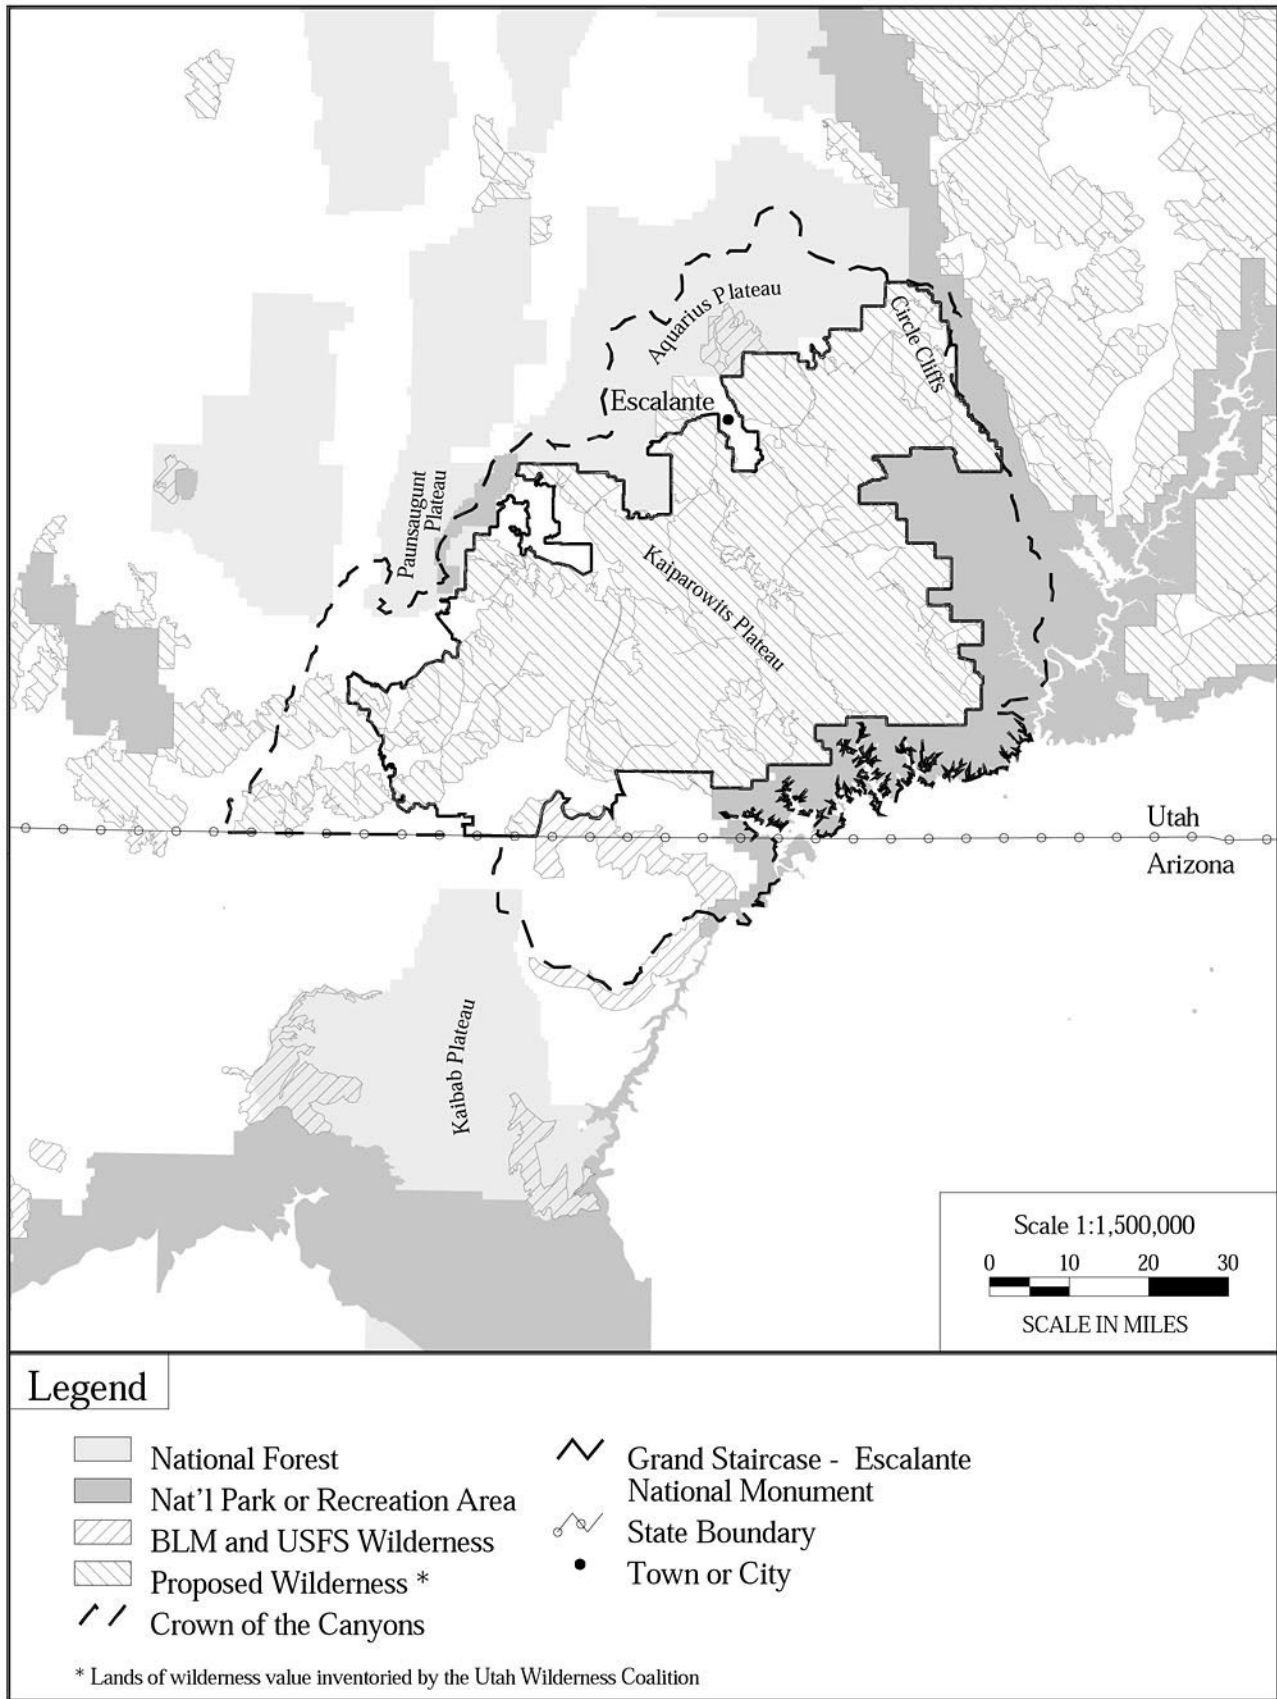 Aquarius Plateau
Circle Cliffs
Escalante
Paunsaugunt
Plateau
Kaiparowits Plateau
Utah
Arizona
Kaibab Plateau
Scale 1:1,500,000
0 10 20 30
SCALE IN MILES
Legend
National Forest
Nat'l Park or Recreation Area
BLM and USFS Wilderness
Proposed Wilderness *
Crown of the Canyons
Grand Staircase - Escalante
National Monument
State Boundary
Town or City
* Lands of wilderness value inventoried by the Utah Wilderness Coalition